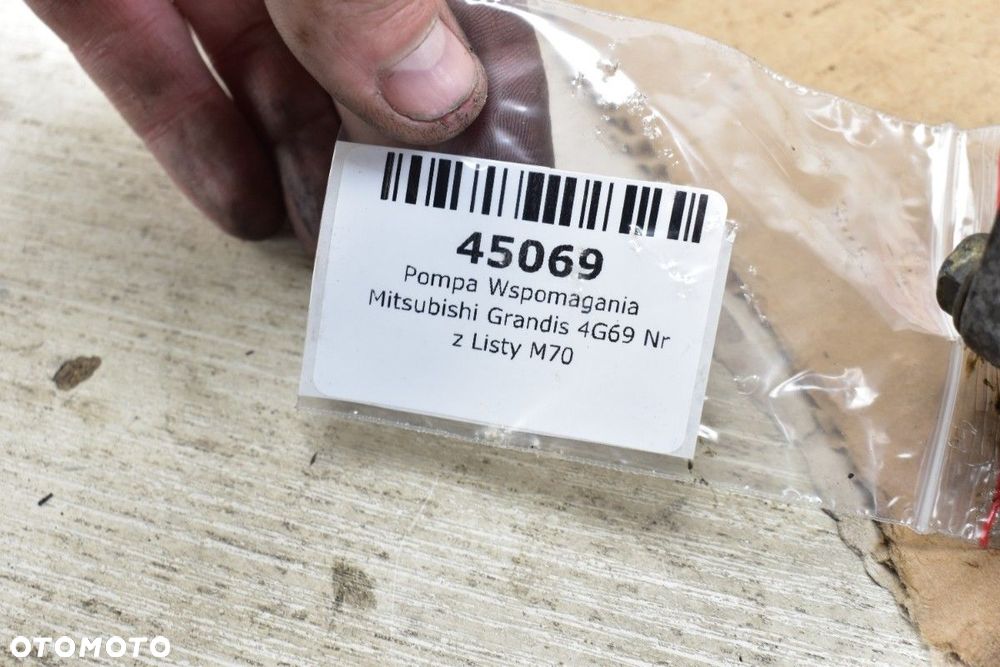 45069
Pompa Wspomagania
Mitsubishi Grandis 4G69 Nr
z Listy M70
OTOMOTO